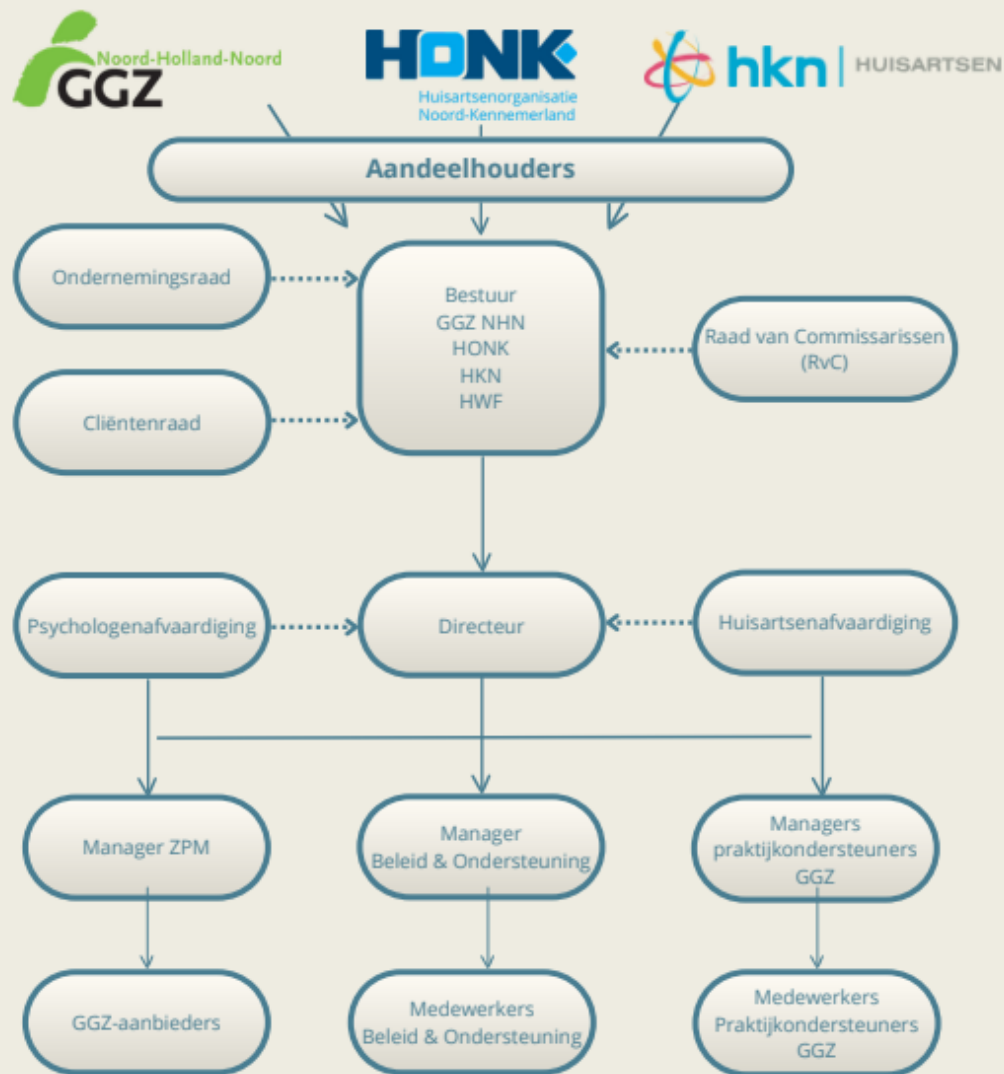 Noord-Holland-Noord
GGZ
HONK
Huisartsenorganisatie
Noord-Kennemerland
hkn | HUISARTSEN
Aandeelhouders
Ondernemingsraad
Bestuur
GGZ NHN
HONK
HKN
HWF
Raad van Commissarissen
(RvC)
Cliëntenraad
Psychologenafvaardiging
Directeur
Huisartsenafvaardiging
Manager ZPM
Manager
Beleid & Ondersteuning
Managers
praktijkondersteuners
GGZ
GGZ-aanbieders
Medewerkers
Beleid & Ondersteuning
Medewerkers
Praktijkondersteuners
GGZ